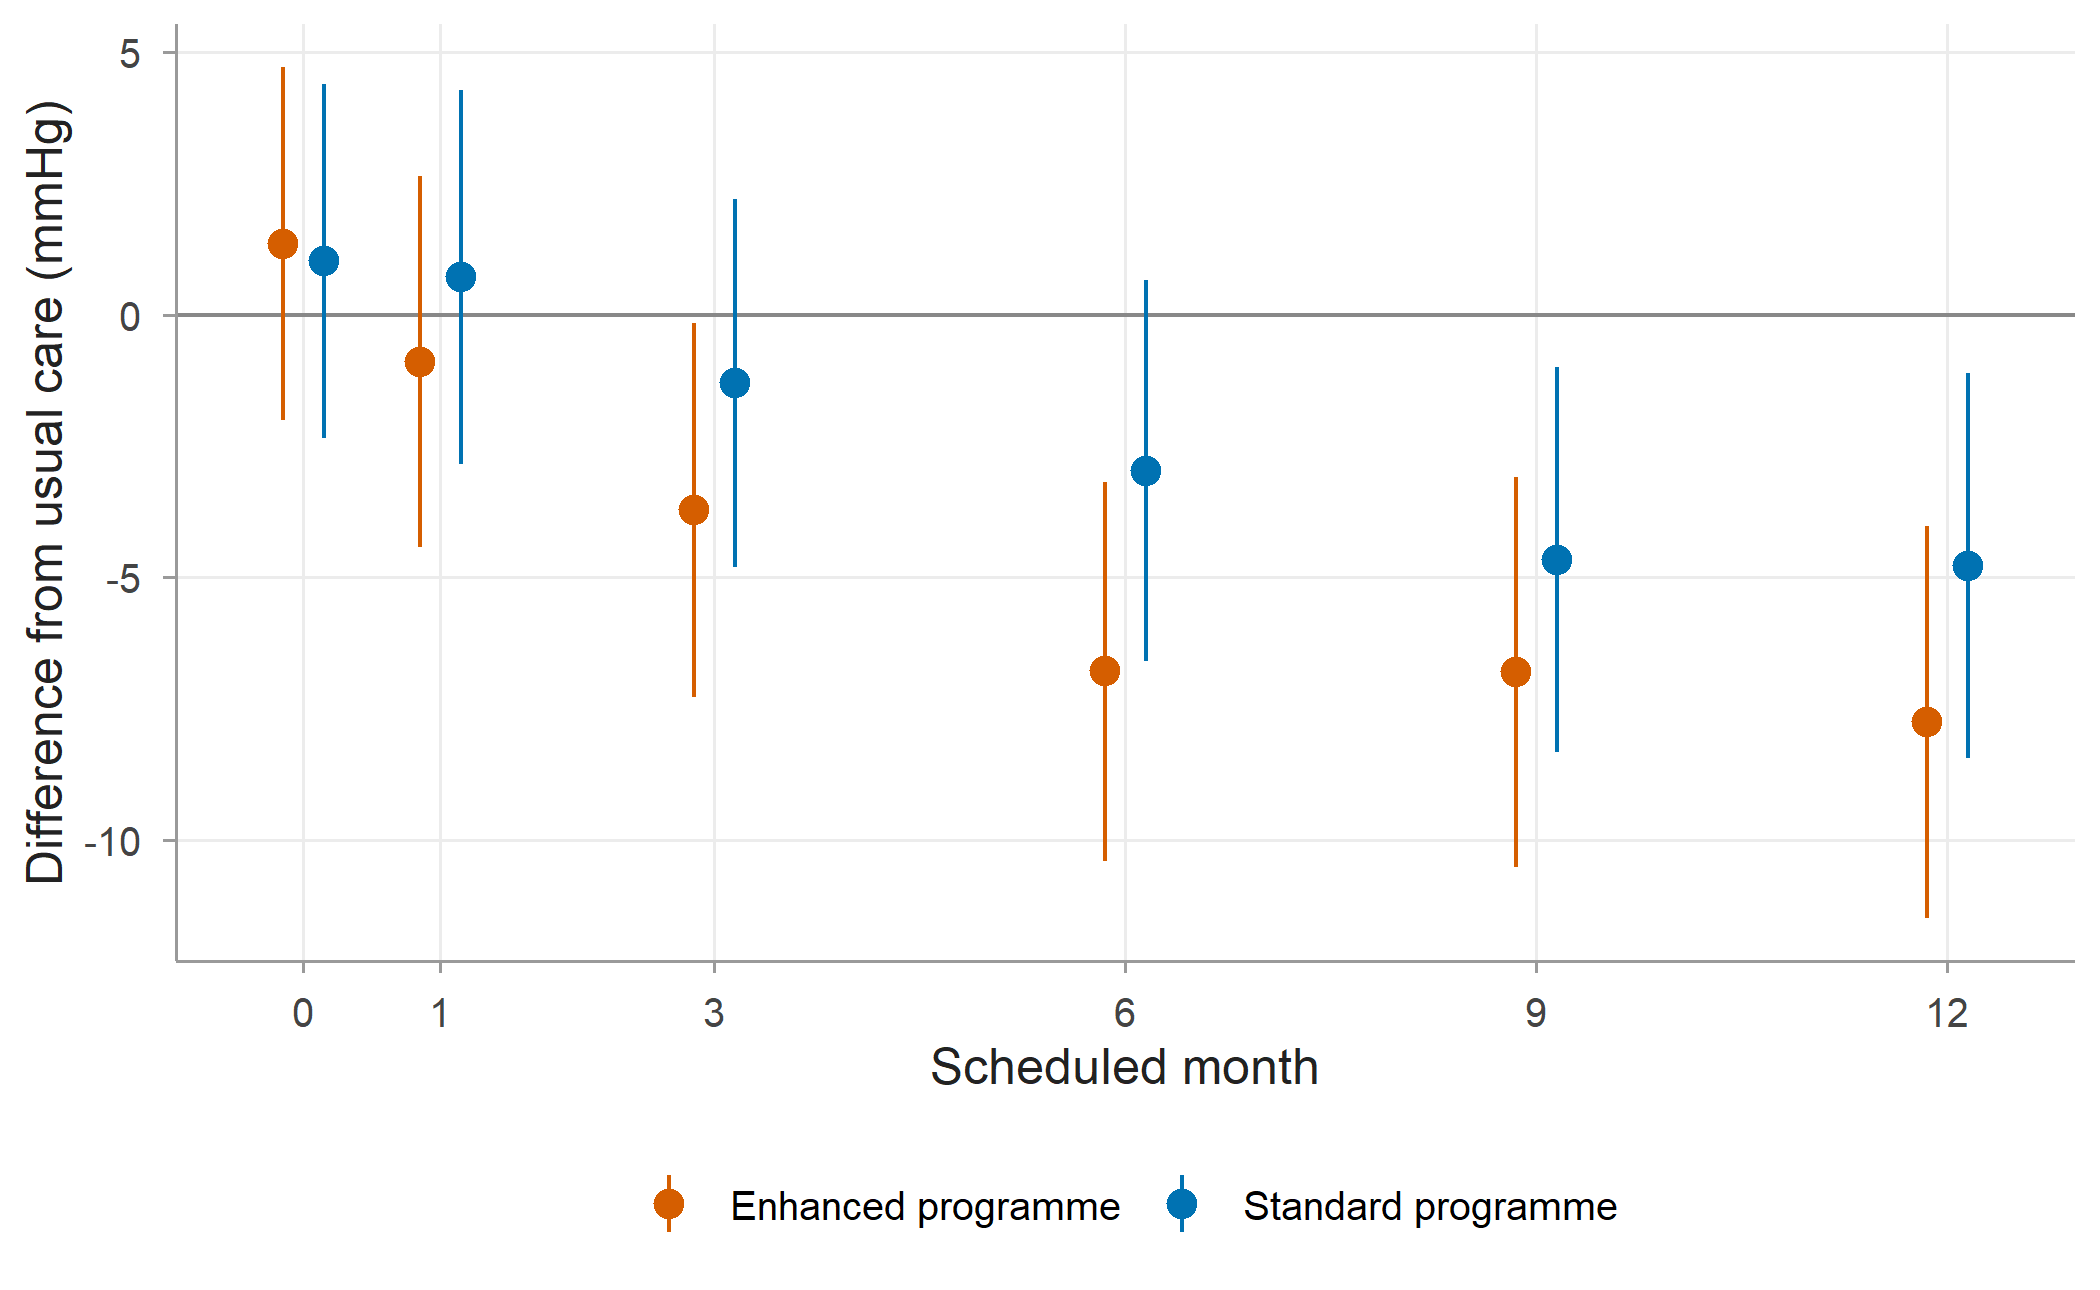 Difference from usual care (mmHg)
5
0
-5
-10
0 1 3 6 9 12
Scheduled month
Enhanced programme Standard programme